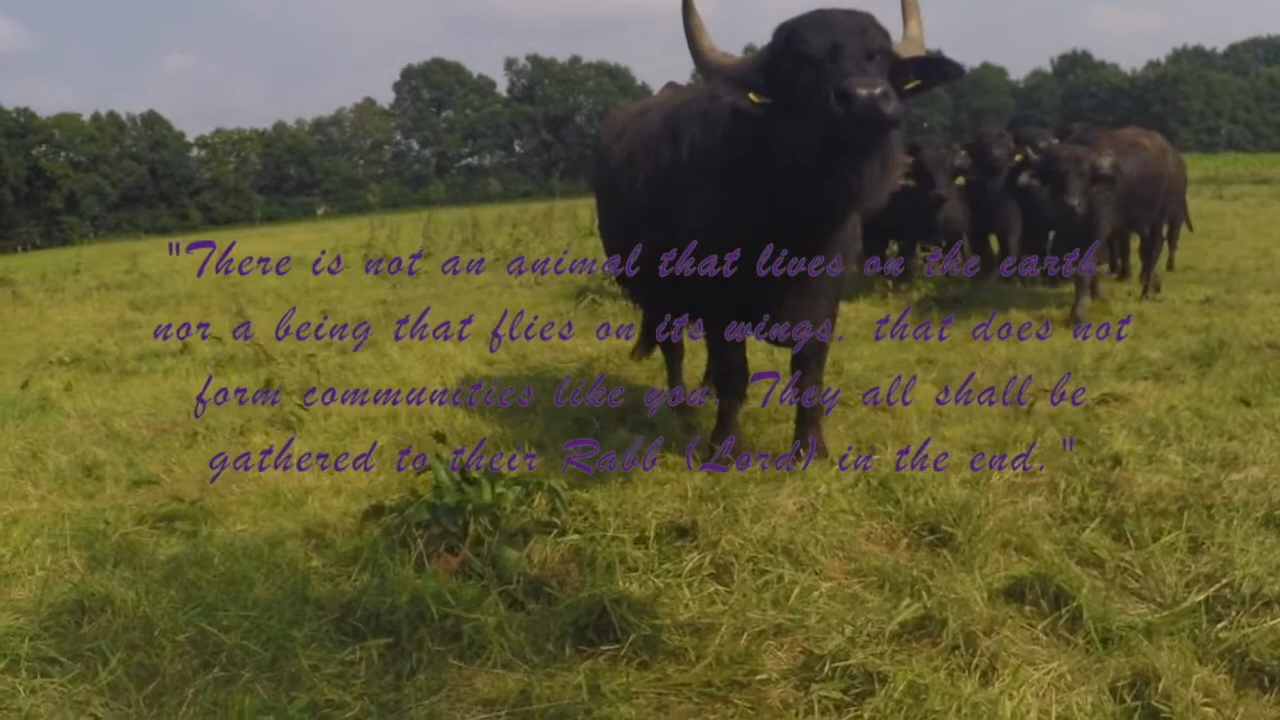 "There is not an animal that lives on the earth,
nor a being that flies on its wings, that does not
form communities like you. They all shall be
gathered to their Rabb (Lord) in the end."